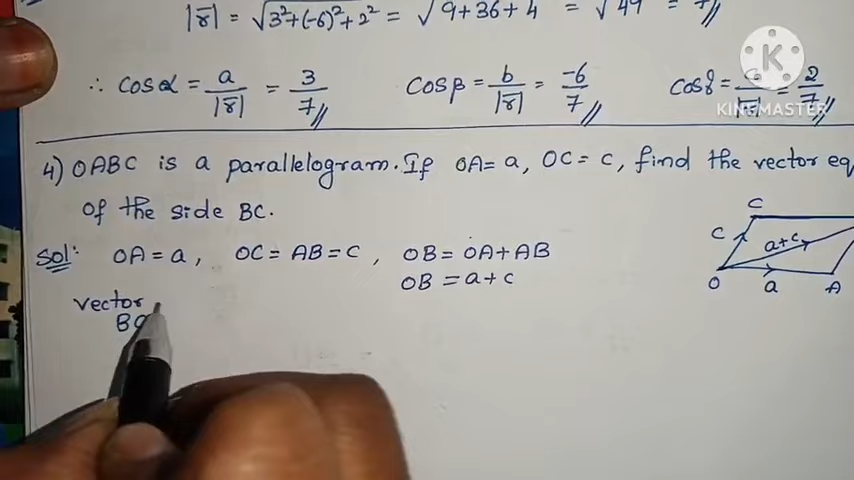 |r̅| = √3²+(-6)²+2² = √9+36+4 = √49 =
∴ cosα = a/|r̅| = 3/7 cosβ = b/|r̅| = -6/7 cosγ = = 2/7
KINEMASTER
4) OABC is a parallelogram. If OA = a, OC = c, find the vector
of the side BC.
Sol: OA = a, OC = AB = c, OB = OA + AB
OB = a + c
vector
C
c a+c
O a A